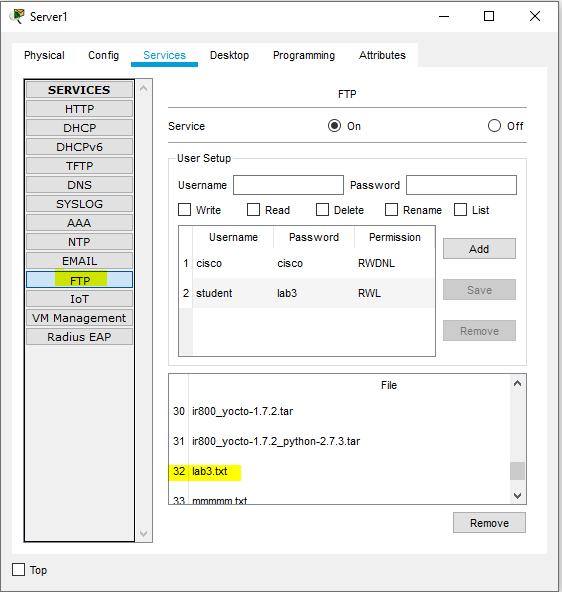 Server1
Physical Config Services Desktop Programming Attributes
SERVICES
HTTP
DHCP
DHCPv6
TFTP
DNS
SYSLOG
AAA
NTP
EMAIL
FTP
IoT
VM Management
Radius EAP
FTP
Service On Off
User Setup
Username Password
Write Read Delete Rename List
Username Password Permission
1 cisco cisco RWDNL
2 student lab3 RWL
Add
Save
Remove
File
30 ir800_yocto-1.7.2.tar
31 ir800_yocto-1.7.2_python-2.7.3.tar
32 lab3.txt
33 mmmmm.txt
Remove
Top